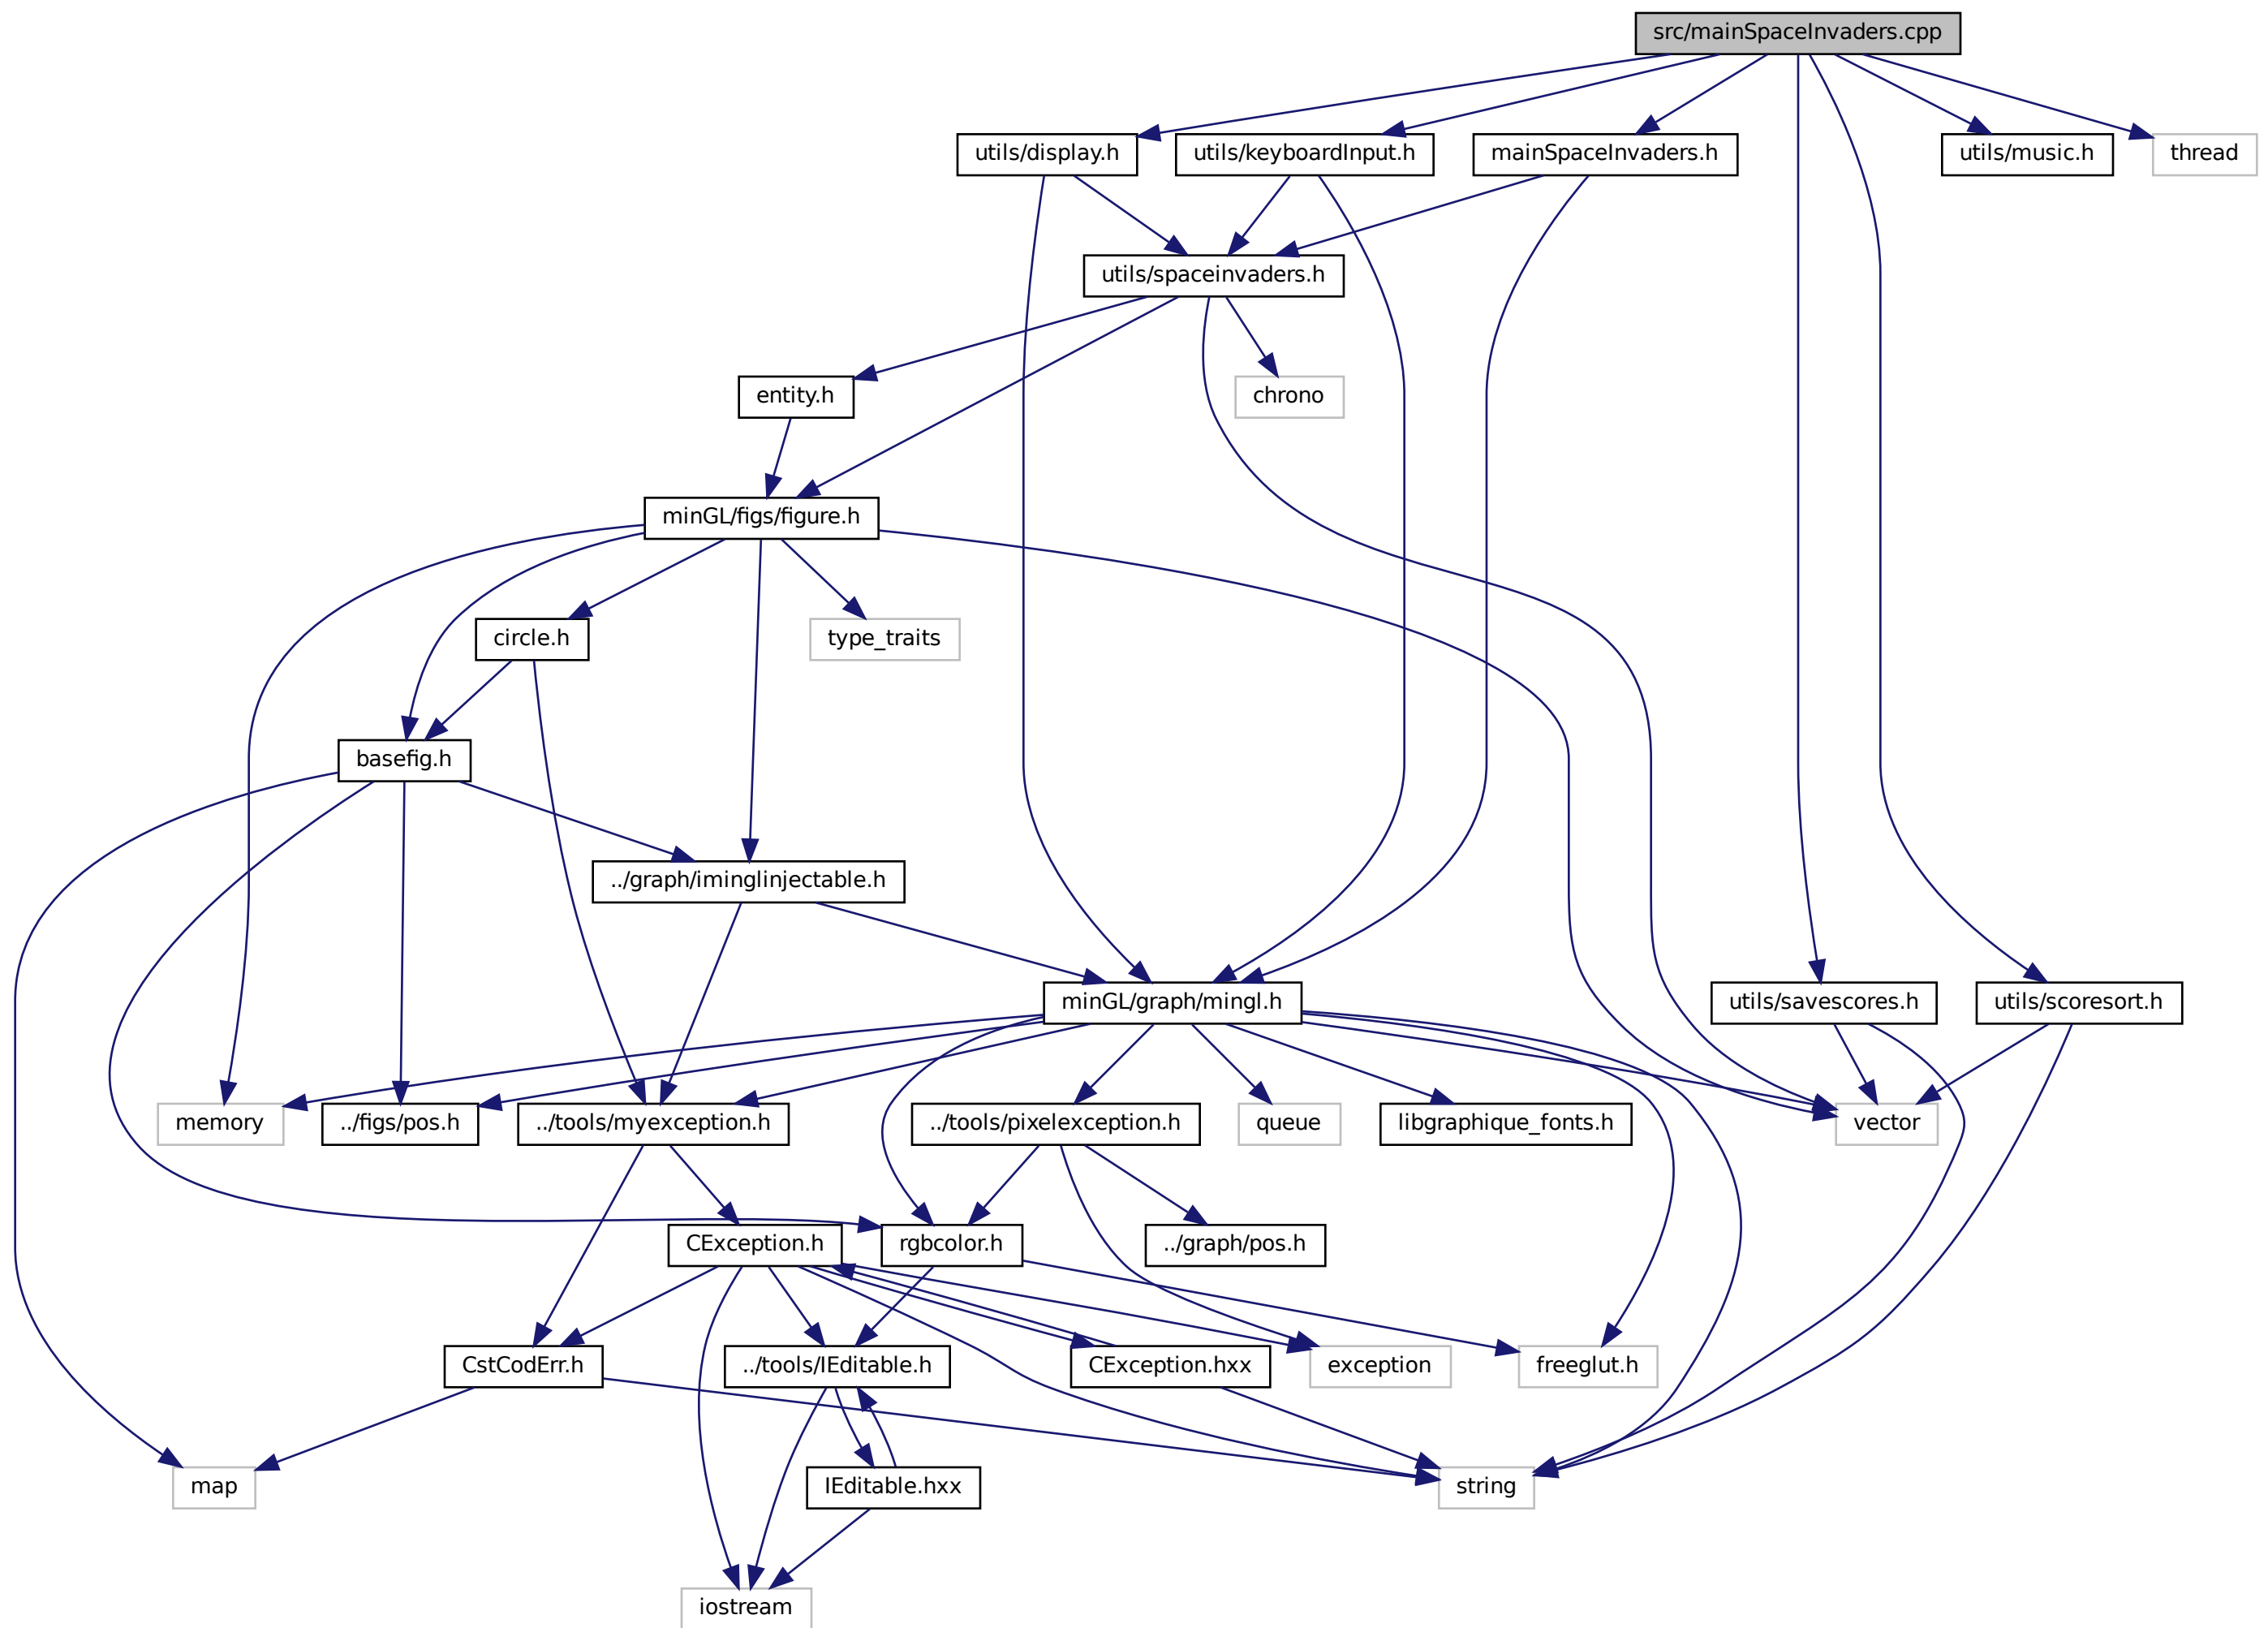 src/mainSpaceInvaders.cpp
utils/display.h
utils/keyboardInput.h
mainSpaceInvaders.h
utils/music.h
thread
utils/spaceinvaders.h
entity.h
chrono
minGL/figs/figure.h
circle.h
type_traits
basefig.h
../graph/iminglinjectable.h
minGL/graph/mingl.h
utils/savescores.h
utils/scoresort.h
memory
../figs/pos.h
../tools/myexception.h
../tools/pixelexception.h
queue
libgraphique_fonts.h
vector
CException.h
rgbcolor.h
../graph/pos.h
CstCodErr.h
../tools/IEditable.h
CException.hxx
exception
freeglut.h
map
IEditable.hxx
string
iostream